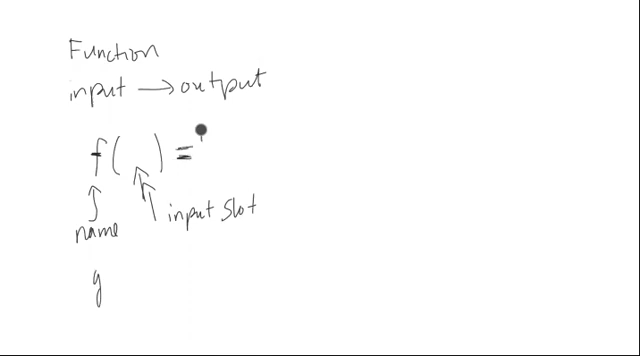 Function
input → output
f( ) =
input slot
name
y